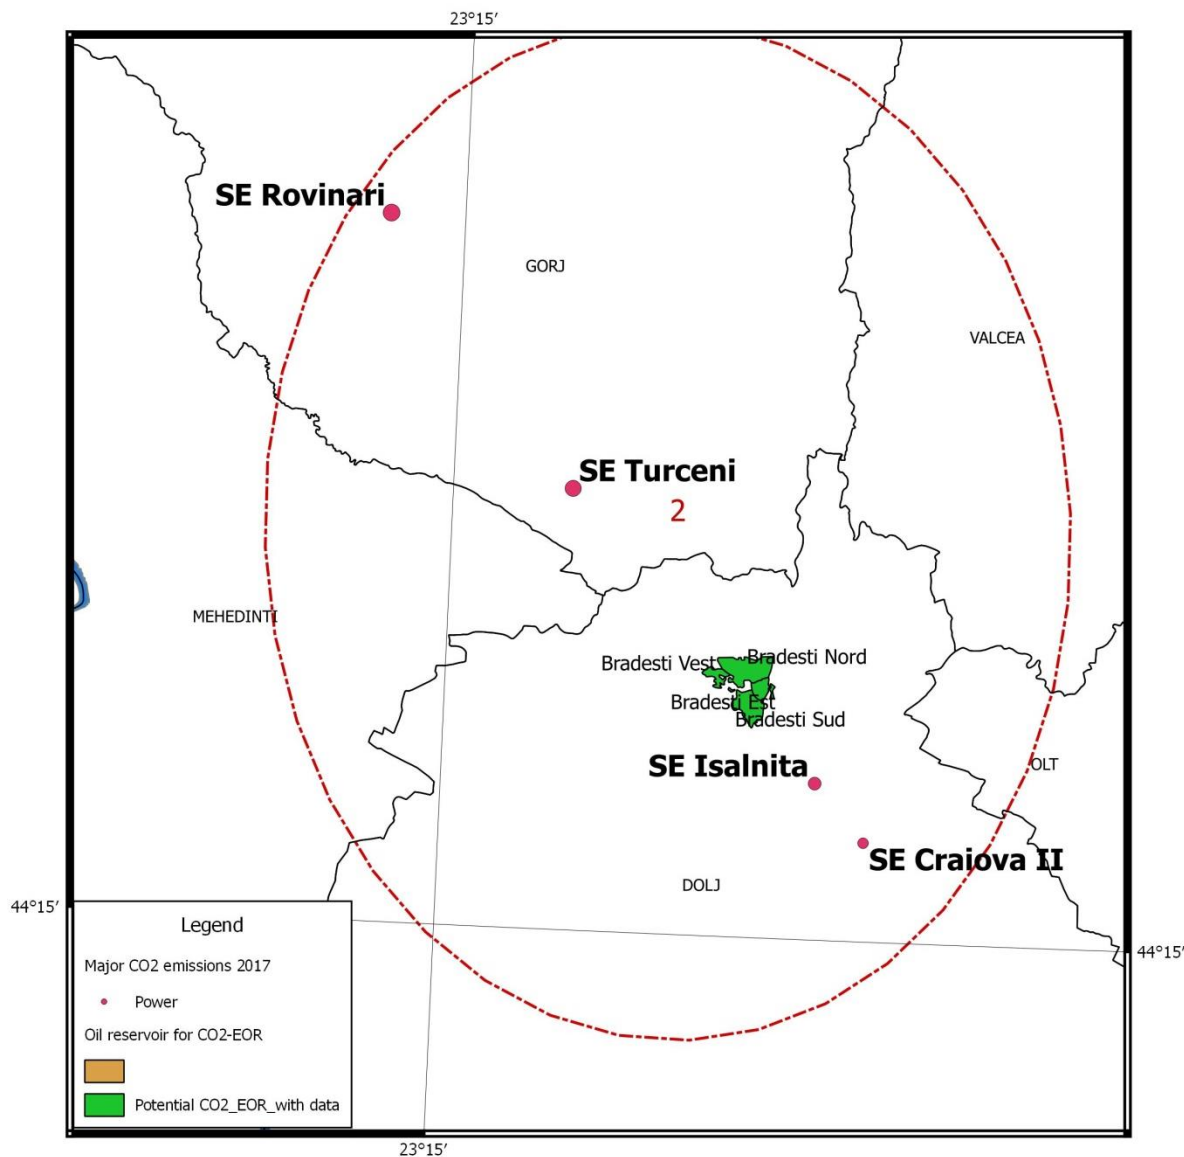 23°15′
SE Rovinari
GORJ
VALCEA
SE Turceni
2
MEHEDINTI
Bradesti Vest
Bradesti Nord
Bradesti Est
Bradesti Sud
SE Isalnita
OLT
SE Craiova II
DOLJ
44°15′
44°15′
Legend
Major CO2 emissions 2017
Power
Oil reservoir for CO2-EOR
Potential CO2_EOR_with data
23°15′